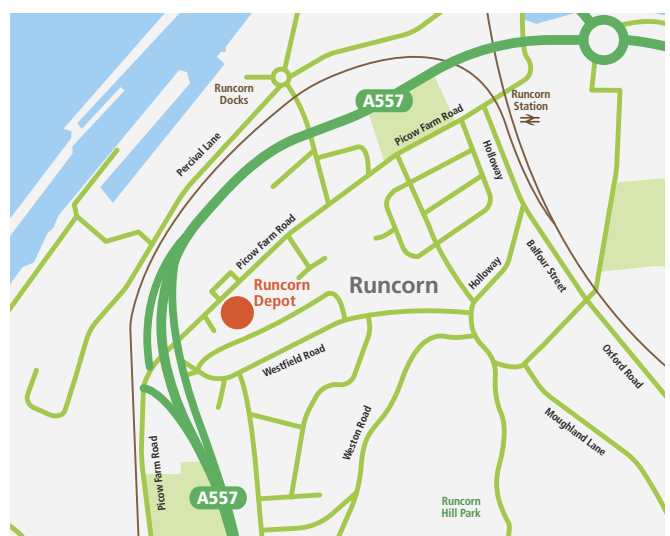 Runcorn
Docks
A557
Runcorn
Station
Picow Farm Road
Percival Lane
Holloway
Picow Farm Road
Runcorn
Depot
Runcorn
Holloway
Balfour Street
Westfield Road
Oxford Road
Weston Road
Moughland Lane
Picow Farm Road
A557
Runcorn
Hill Park